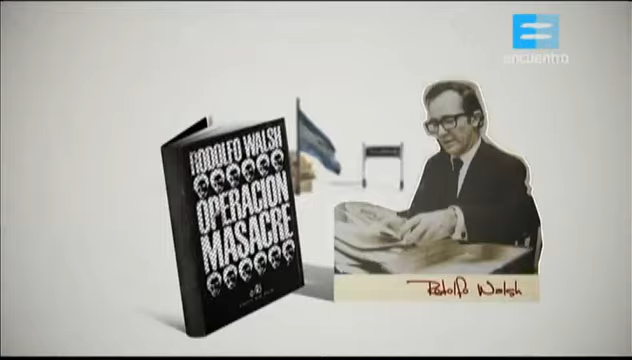 encuentro
RODOLFO WALSH
OPERACION
MASACRE
Rodolfo Walsh